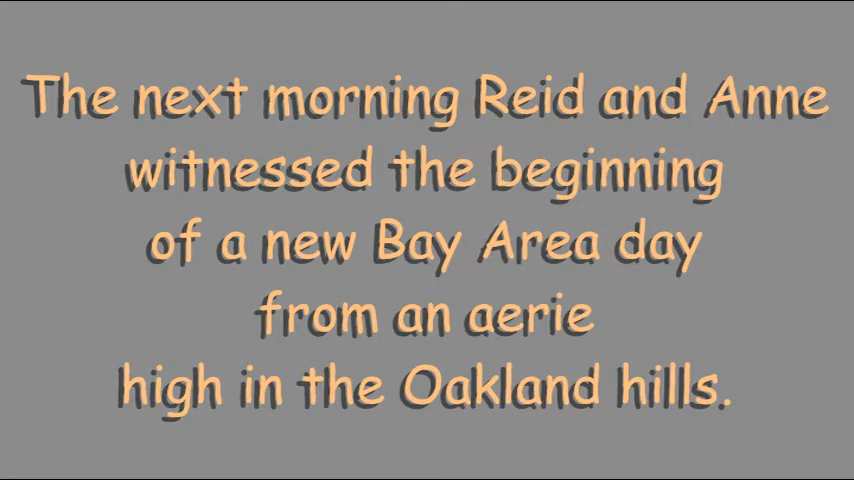 The next morning Reid and Anne
witnessed the beginning
of a new Bay Area day
from an aerie
high in the Oakland hills.